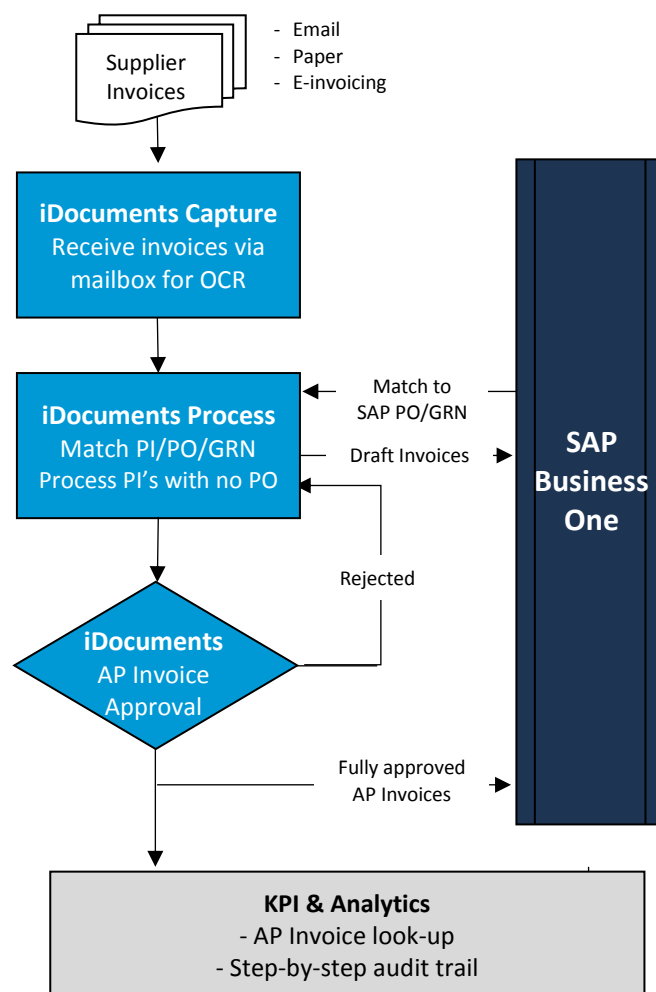 Supplier
Invoices
- Email
- Paper
- E-invoicing
iDocuments Capture
Receive invoices via
mailbox for OCR
iDocuments Process
Match PI/PO/GRN
Process PI’s with no PO
Match to
SAP PO/GRN
Draft Invoices
SAP
Business
One
Rejected
iDocuments
AP Invoice
Approval
Fully approved
AP Invoices
KPI & Analytics
- AP Invoice look-up
- Step-by-step audit trail